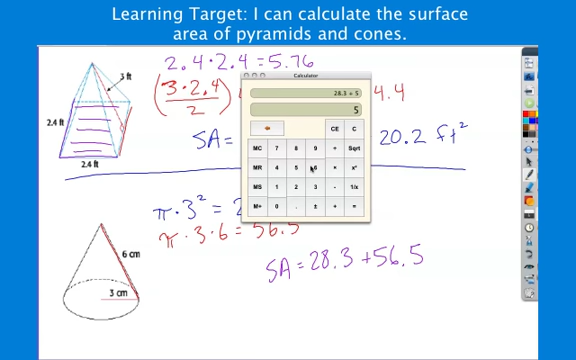 Learning Target: I can calculate the surface
area of pyramids and cones.
2.4 · 2.4 = 5.76
3 ft
(3 · 2.4 / 2)
4.4
2.4 ft
2.4 ft
SA =
20.2 ft²
Calculator
28.3 + 5
5
CE C
MC 7 8 9 ÷ Sqrt
MR 4 5 6 × x²
MS 1 2 3 - 1/x
M+ 0 . ± + =
π · 3² = 2
π · 3 · 6 = 56.5
6 cm
3 cm
SA = 28.3 + 56.5